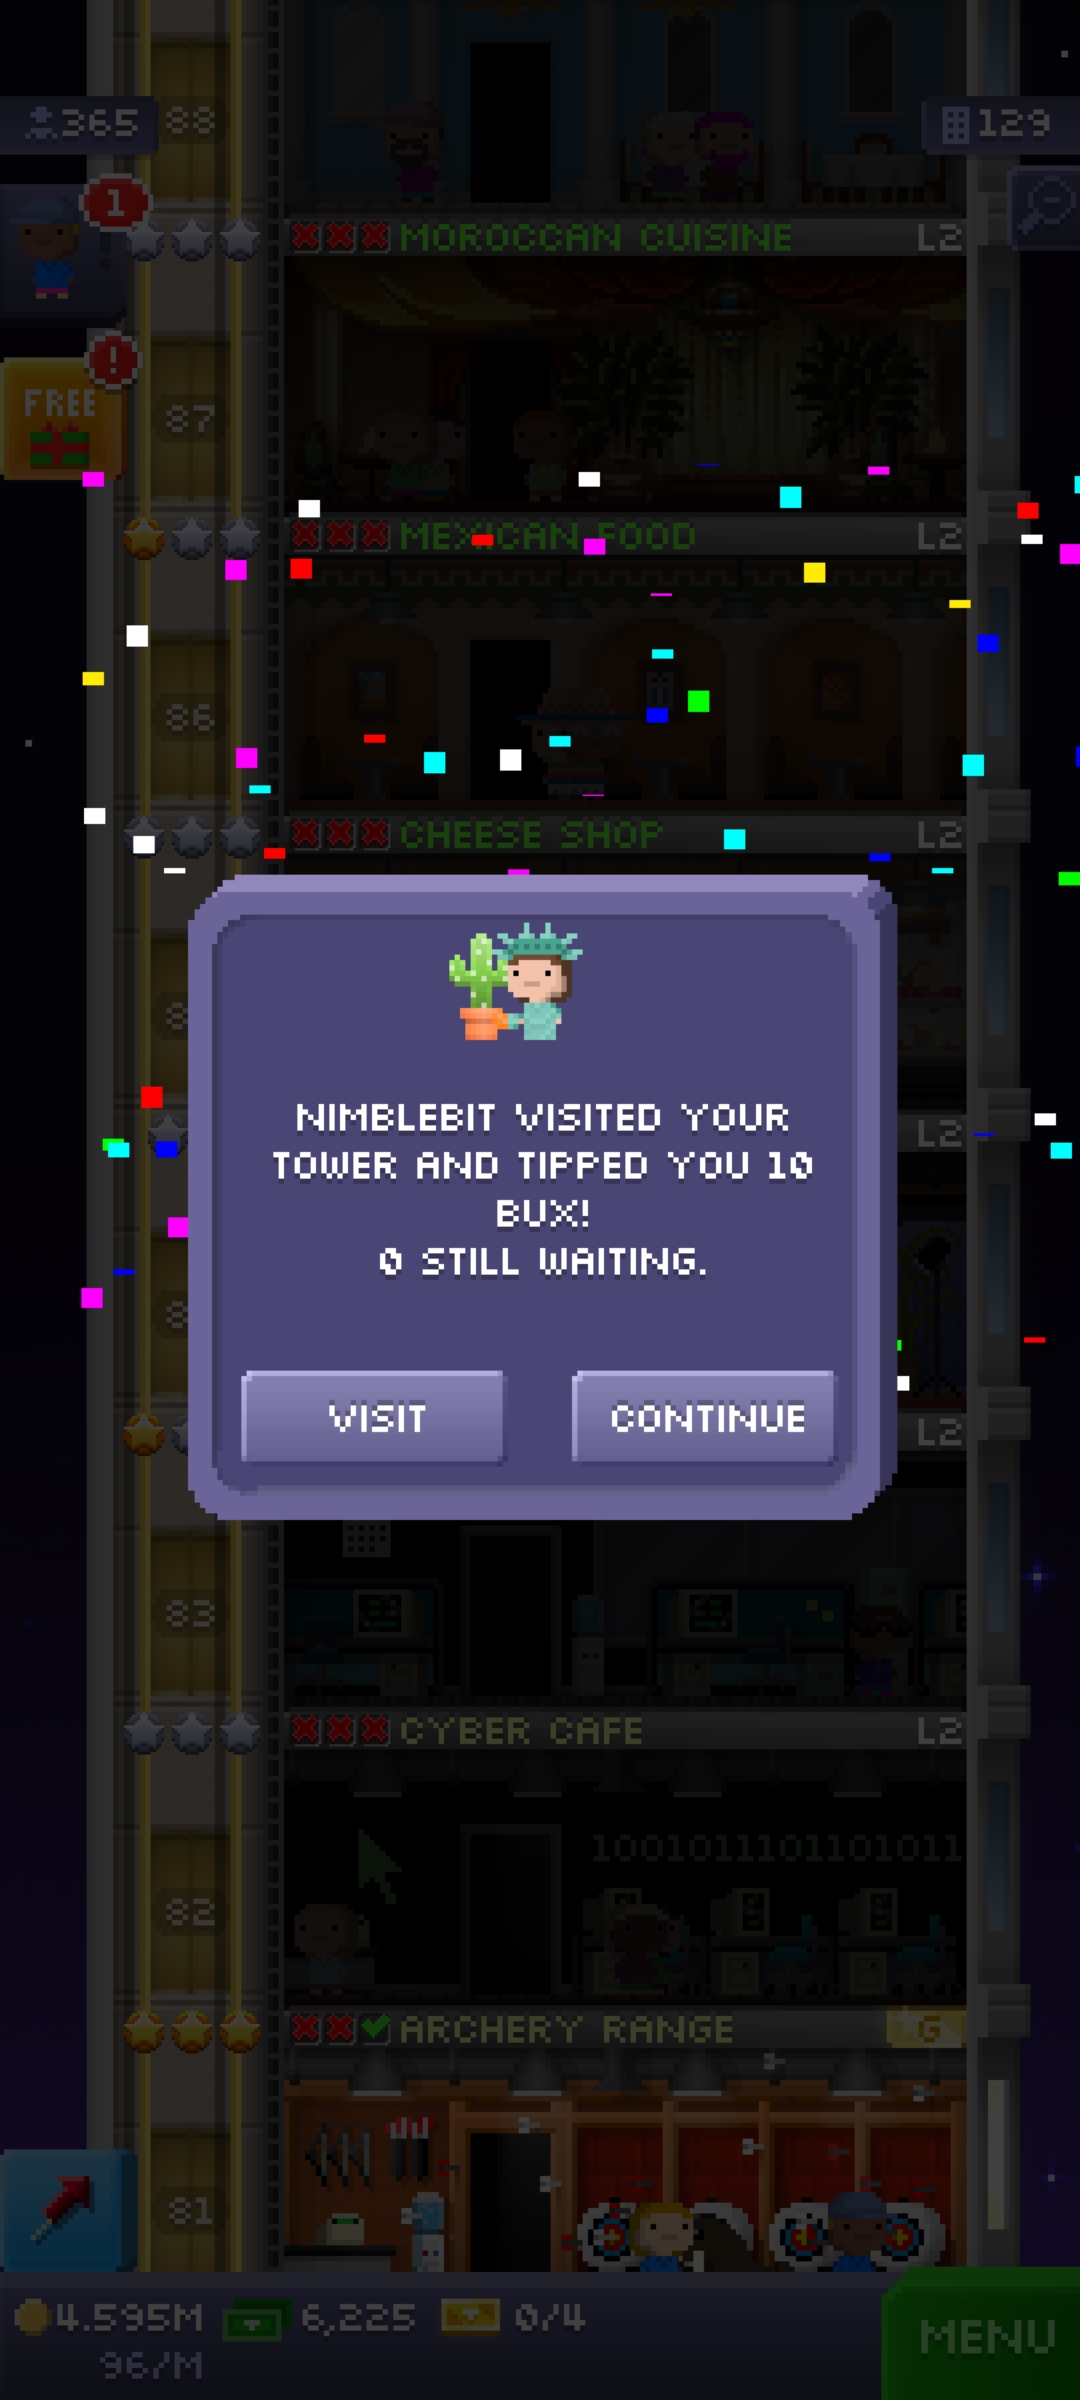 365
88
129
1
MOROCCAN CUISINE L2
FREE
!
87
MEXICAN FOOD L2
86
CHEESE SHOP L2
NIMBLEBIT VISITED YOUR
TOWER AND TIPPED YOU 10
BUX!
0 STILL WAITING.
L2
VISIT
CONTINUE
L2
83
CYBER CAFE L2
1001011101101011
82
ARCHERY RANGE G
81
4.595M 6,225 0/4
96/M
MENU